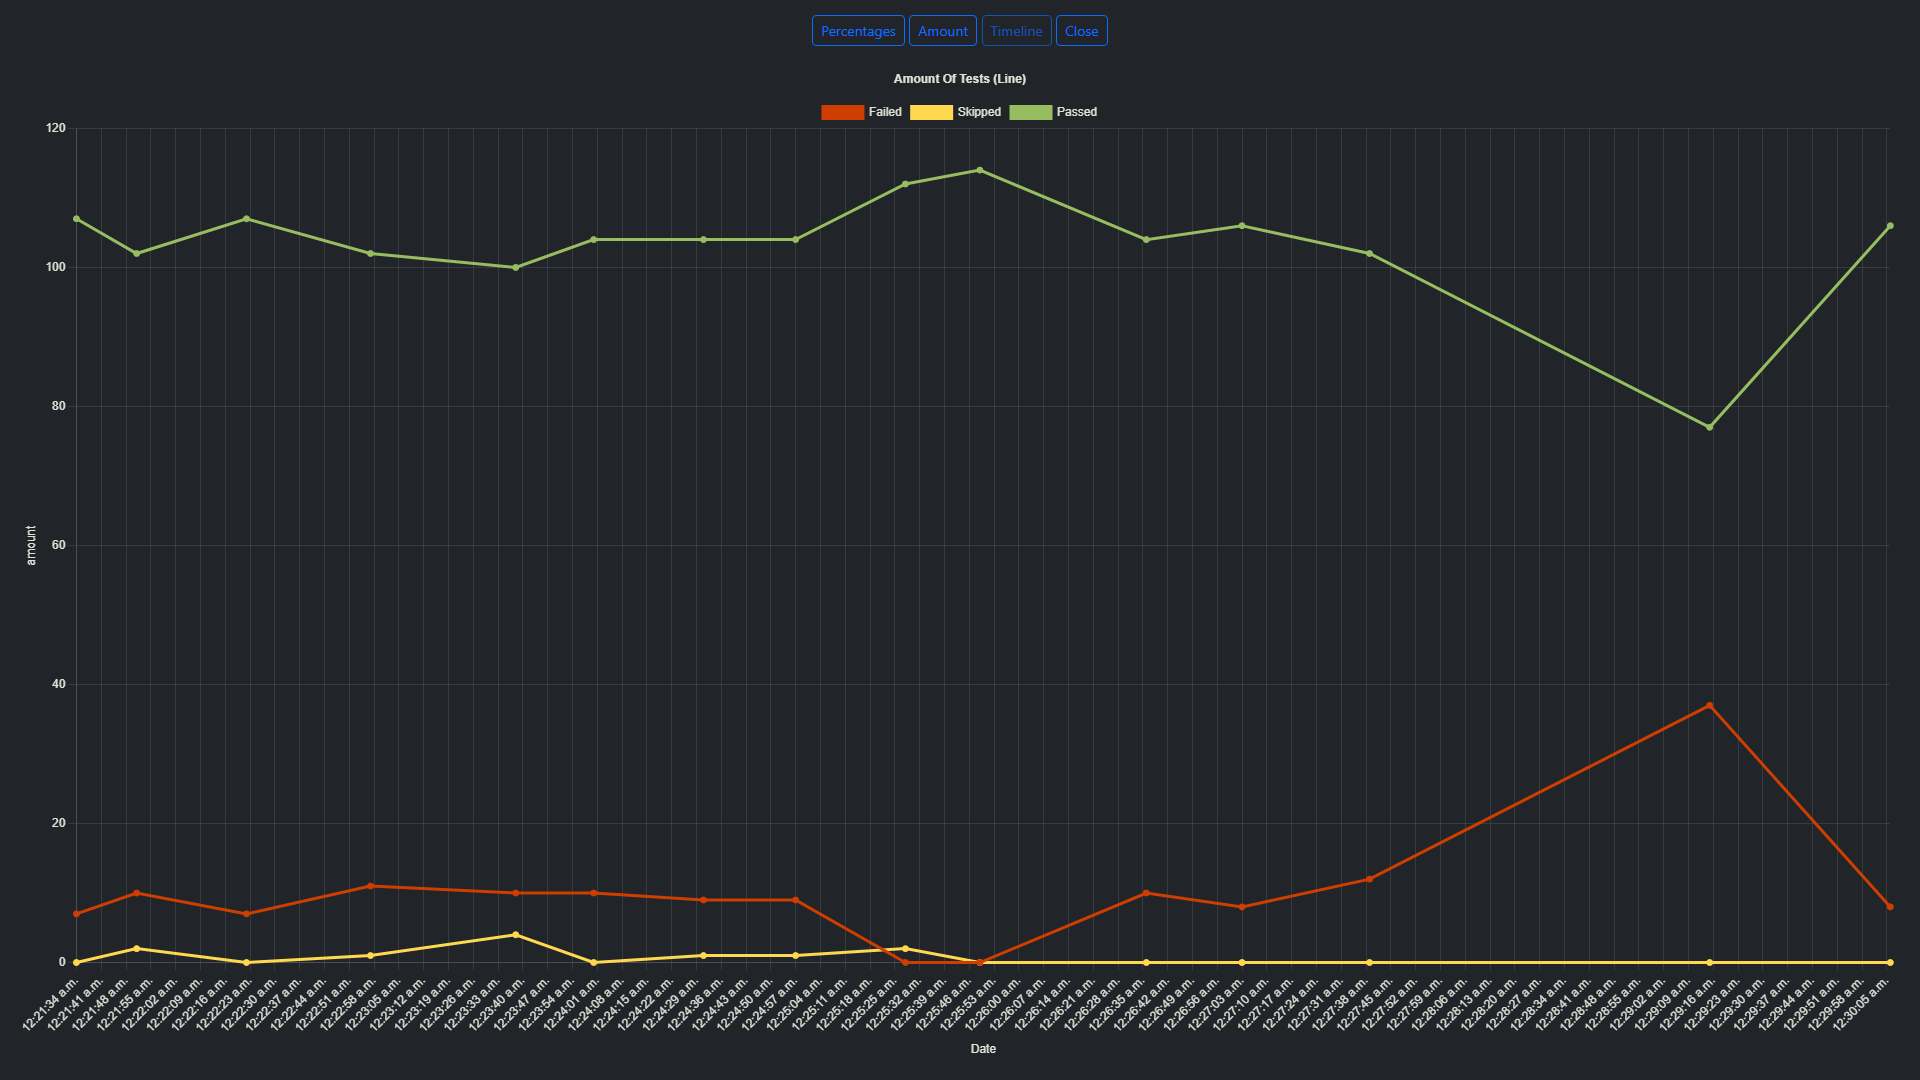 Percentages Amount Timeline Close
Amount Of Tests (Line)
Failed Skipped Passed
120
100
80
60
40
20
0
amount
12:21:34 a.m. 12:21:41 a.m. 12:21:48 a.m. 12:21:55 a.m. 12:22:02 a.m. 12:22:09 a.m. 12:22:16 a.m. 12:22:23 a.m. 12:22:30 a.m. 12:22:37 a.m. 12:22:44 a.m. 12:22:51 a.m. 12:22:58 a.m. 12:23:05 a.m. 12:23:12 a.m. 12:23:19 a.m. 12:23:26 a.m. 12:23:33 a.m. 12:23:40 a.m. 12:23:47 a.m. 12:23:54 a.m. 12:24:01 a.m. 12:24:08 a.m. 12:24:15 a.m. 12:24:22 a.m. 12:24:29 a.m. 12:24:36 a.m. 12:24:43 a.m. 12:24:50 a.m. 12:24:57 a.m. 12:25:04 a.m. 12:25:11 a.m. 12:25:18 a.m. 12:25:25 a.m. 12:25:32 a.m. 12:25:39 a.m. 12:25:46 a.m. 12:25:53 a.m. 12:26:00 a.m. 12:26:07 a.m. 12:26:14 a.m. 12:26:21 a.m. 12:26:28 a.m. 12:26:35 a.m. 12:26:42 a.m. 12:26:49 a.m. 12:26:56 a.m. 12:27:03 a.m. 12:27:10 a.m. 12:27:17 a.m. 12:27:24 a.m. 12:27:31 a.m. 12:27:38 a.m. 12:27:45 a.m. 12:27:52 a.m. 12:27:59 a.m. 12:28:06 a.m. 12:28:13 a.m. 12:28:20 a.m. 12:28:27 a.m. 12:28:34 a.m. 12:28:41 a.m. 12:28:48 a.m. 12:28:55 a.m. 12:29:02 a.m. 12:29:09 a.m. 12:29:16 a.m. 12:29:23 a.m. 12:29:30 a.m. 12:29:37 a.m. 12:29:44 a.m. 12:29:51 a.m. 12:29:58 a.m. 12:30:05 a.m.
Date